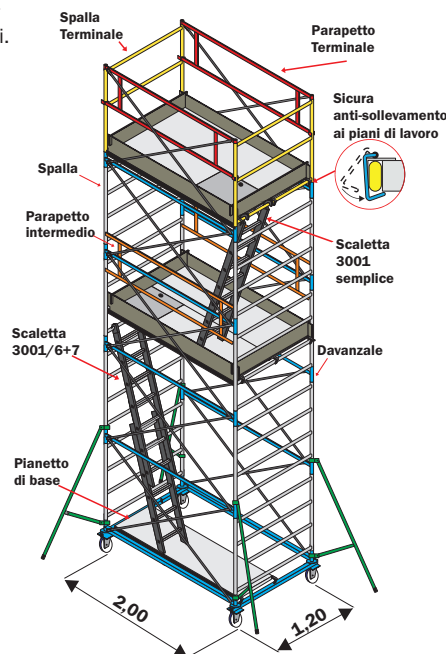 i.
Spalla
Terminale
Parapetto
Terminale
Sicura
anti-sollevamento
ai piani di lavoro
Spalla
Parapetto
intermedio
Scaletta
3001
semplice
Scaletta
3001/6+7
Davanzale
Pianetto
di base
2,00
1,20